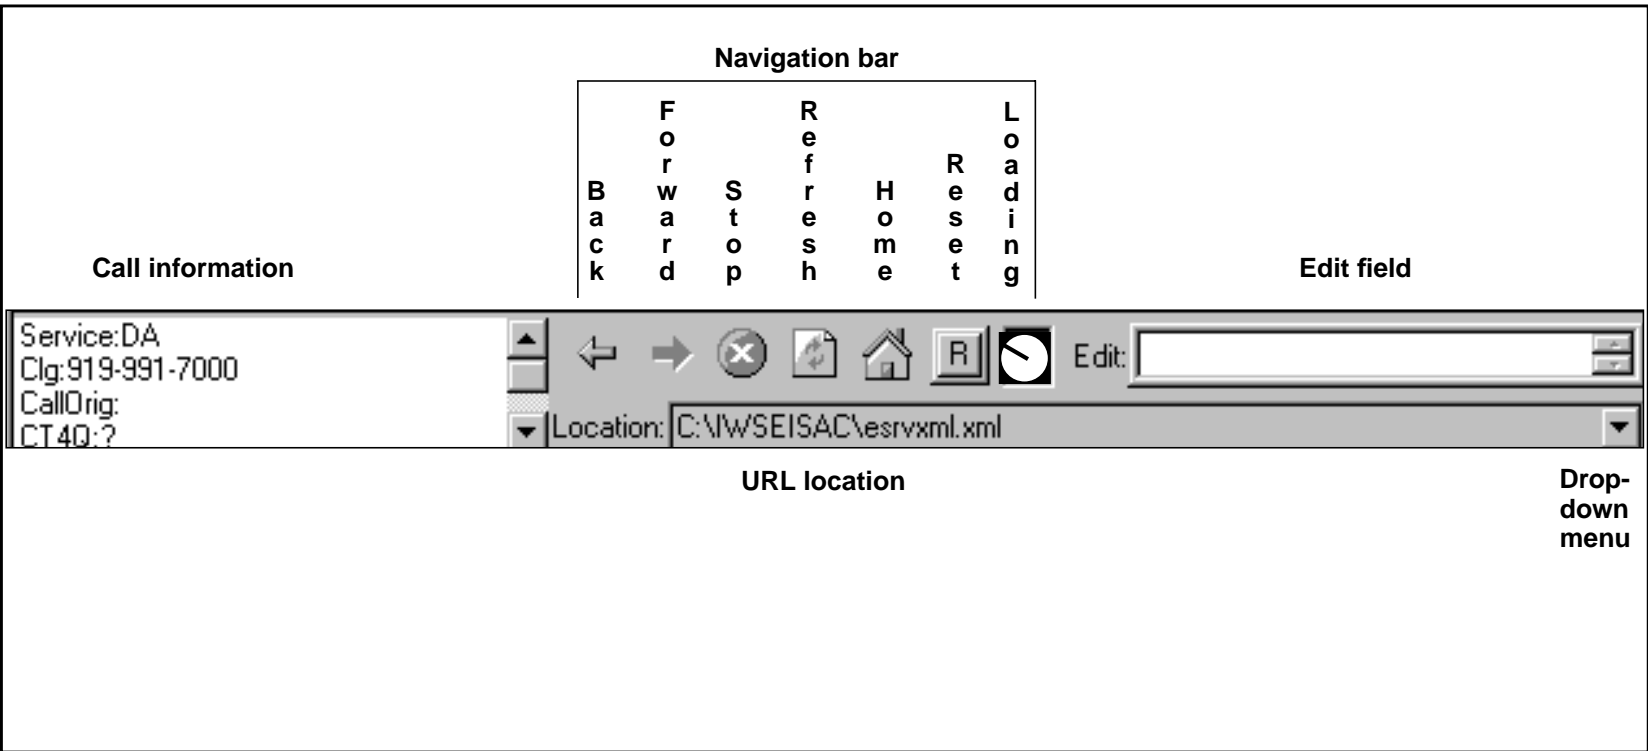 Navigation bar
Back
Forward
Stop
Refresh
Home
Reset
Loading
Call information
Edit field
Service:DA
Clg:919-991-7000
CallOrig:
CT4Q:?
R
Edit:
Location: C:\IWSEISAC\esrvxml.xml
URL location
Drop-
down
menu